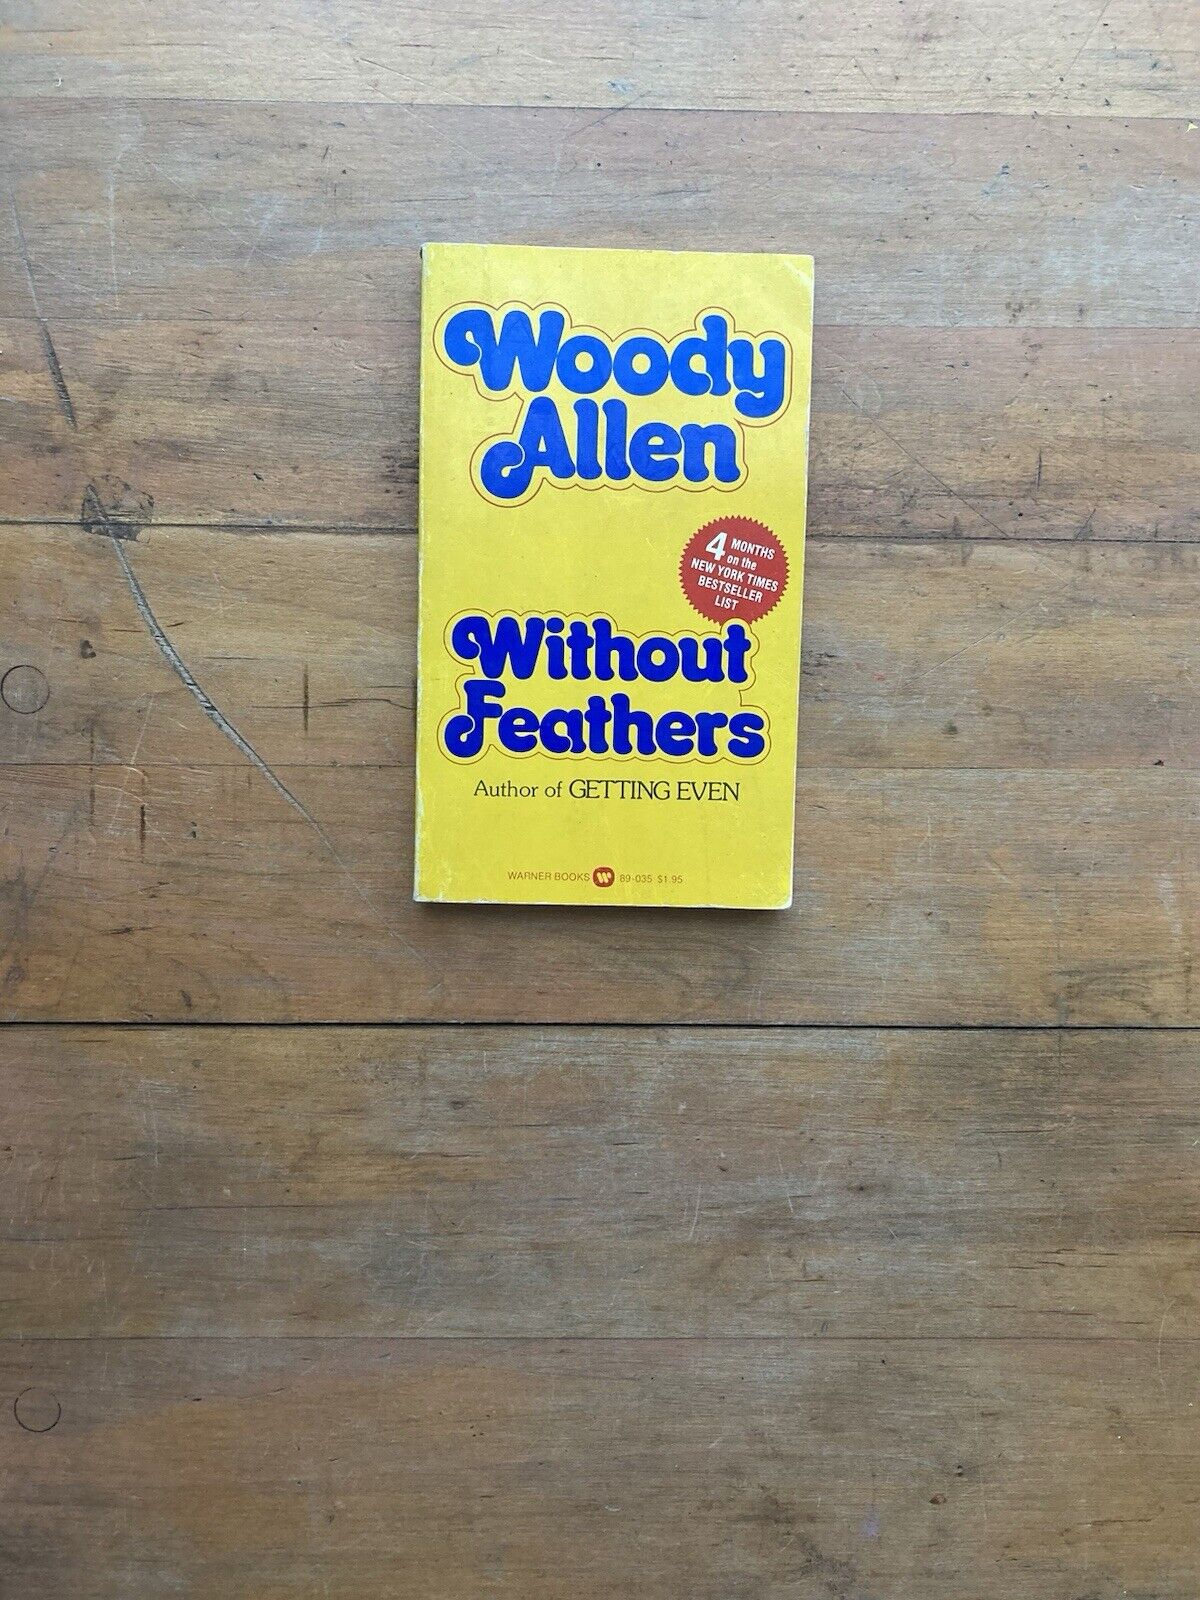 Woody
Allen
4 MONTHS
on the
NEW YORK TIMES
BESTSELLER
LIST
Without
Feathers
Author of GETTING EVEN
WARNER BOOKS W 89-035 $1.95